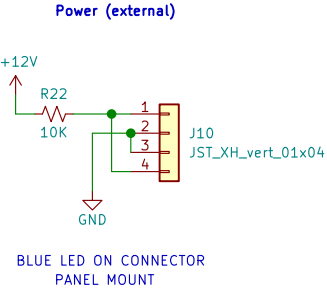 Power (external)
+12V
R22
10K
1
2
3
4
J10
JST_XH_vert_01x04
GND
BLUE LED ON CONNECTOR
PANEL MOUNT